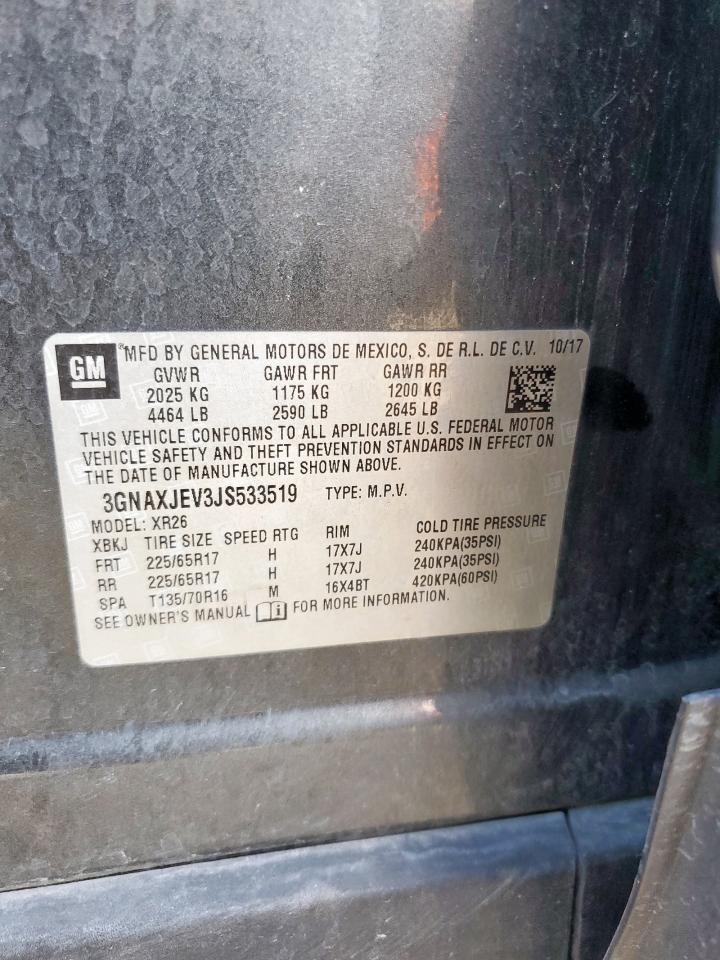 GM
®MFD BY GENERAL MOTORS DE MEXICO, S. DE R.L. DE C.V. 10/17
GVWR GAWR FRT GAWR RR
2025 KG 1175 KG 1200 KG
4464 LB 2590 LB 2645 LB
THIS VEHICLE CONFORMS TO ALL APPLICABLE U.S. FEDERAL MOTOR
VEHICLE SAFETY AND THEFT PREVENTION STANDARDS IN EFFECT ON
THE DATE OF MANUFACTURE SHOWN ABOVE.
3GNAXJEV3JS533519 TYPE: M.P.V.
MODEL: XR26
XBKJ TIRE SIZE SPEED RTG RIM COLD TIRE PRESSURE
FRT 225/65R17 H 17X7J 240KPA(35PSI)
RR 225/65R17 H 17X7J 240KPA(35PSI)
SPA T135/70R16 M 16X4BT 420KPA(60PSI)
SEE OWNER'S MANUAL i FOR MORE INFORMATION.